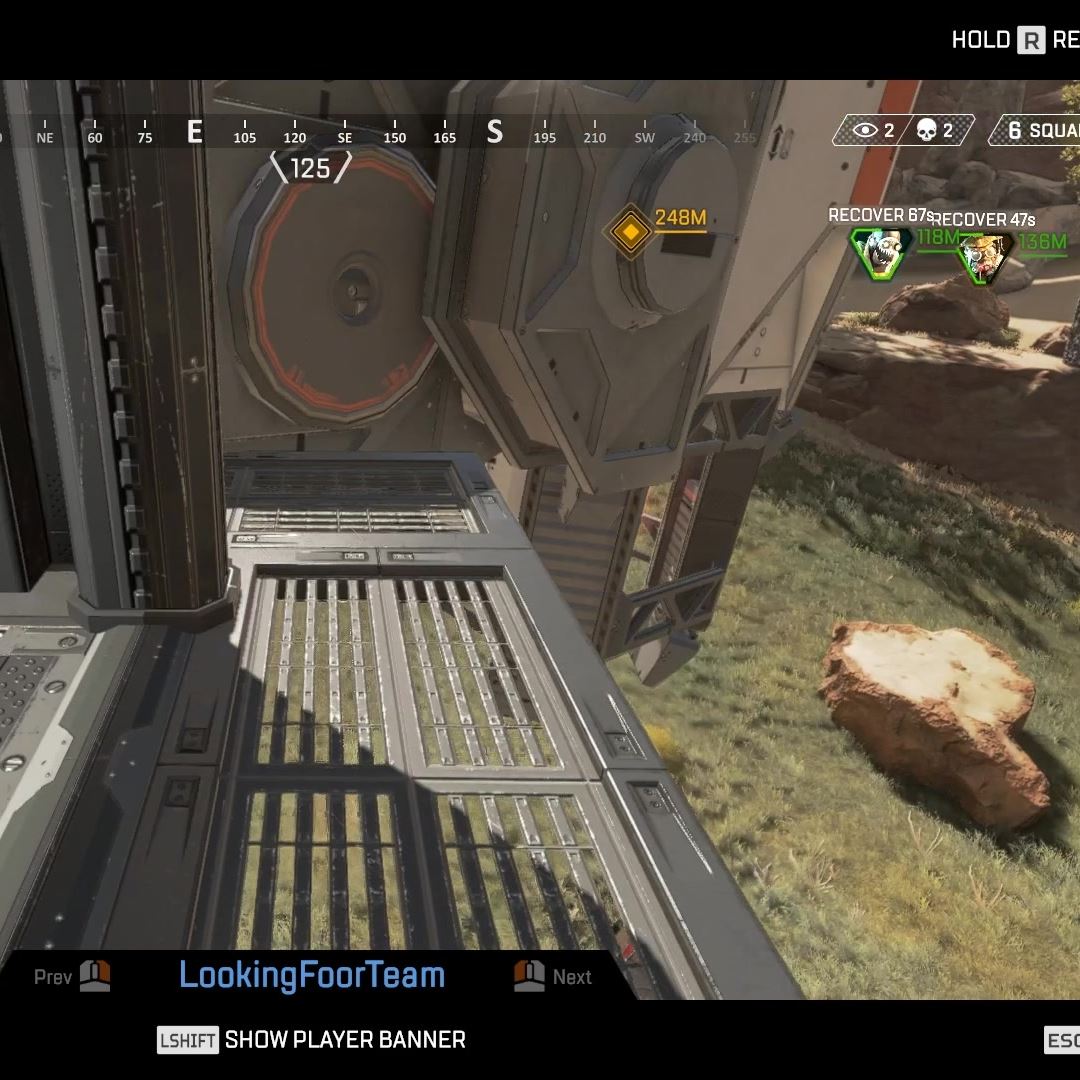 HOLD R RE
NE 60 75 E 105 120 SE 150 165 S 195 210 SW 240 255
2 2 6 SQUA
125
248M
RECOVER 67s RECOVER 47s
118M 136M
Prev LookingFoorTeam Next
LSHIFT SHOW PLAYER BANNER
ESC